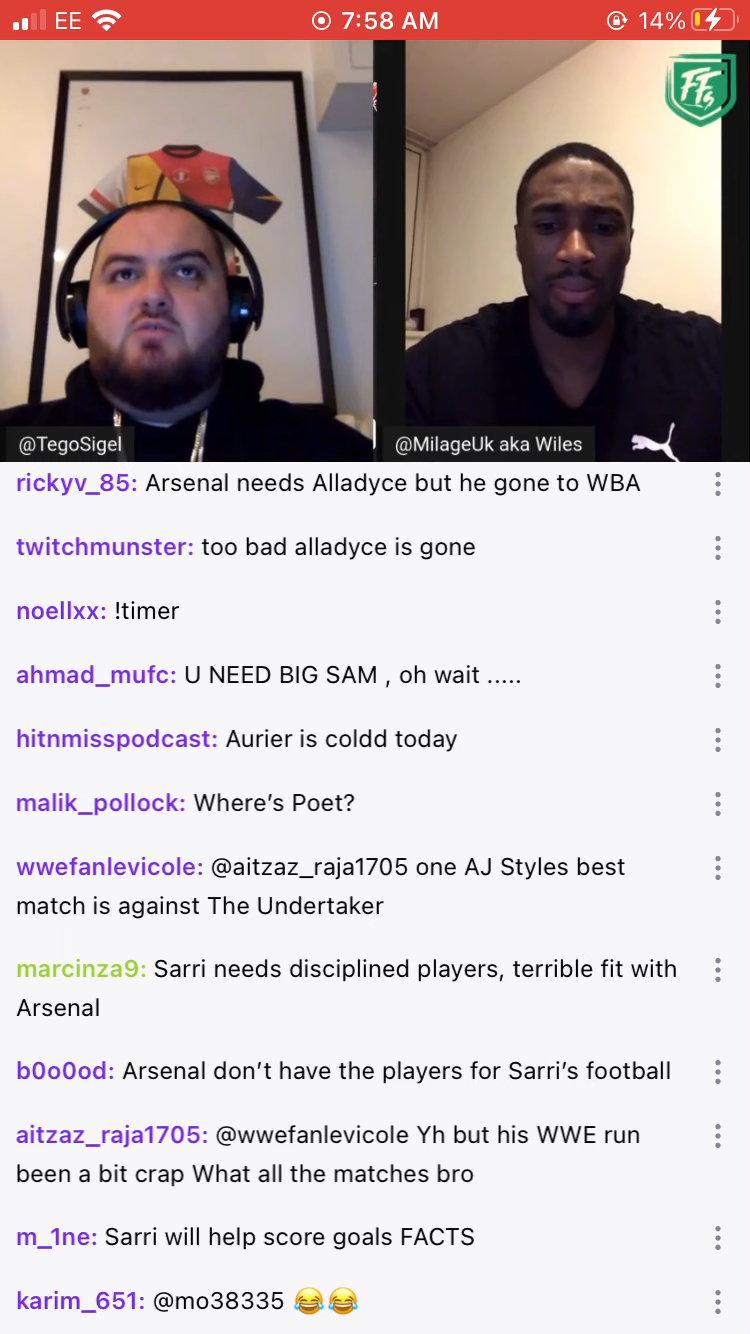 EE 7:58 AM 14%
FFs
@TegoSigel @MilageUk aka Wiles
rickyv_85: Arsenal needs Alladyce but he gone to WBA
twitchmunster: too bad alladyce is gone
noellxx: !timer
ahmad_mufc: U NEED BIG SAM , oh wait .....
hitnmisspodcast: Aurier is coldd today
malik_pollock: Where’s Poet?
wwefanlevicole: @aitzaz_raja1705 one AJ Styles best
match is against The Undertaker
marcinza9: Sarri needs disciplined players, terrible fit with
Arsenal
b0o0od: Arsenal don’t have the players for Sarri’s football
aitzaz_raja1705: @wwefanlevicole Yh but his WWE run
been a bit crap What all the matches bro
m_1ne: Sarri will help score goals FACTS
karim_651: @mo38335 😂😂